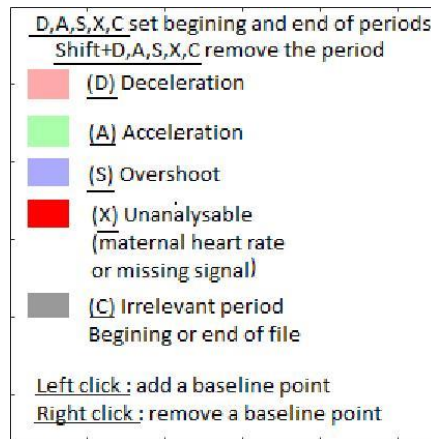 D,A,S,X,C set begining and end of periods
Shift+D,A,S,X,C remove the period
(D) Deceleration
(A) Acceleration
(S) Overshoot
(X) Unanalysable
(maternal heart rate
or missing signal)
(C) Irrelevant period
Begining or end of file
Left click : add a baseline point
Right click : remove a baseline point